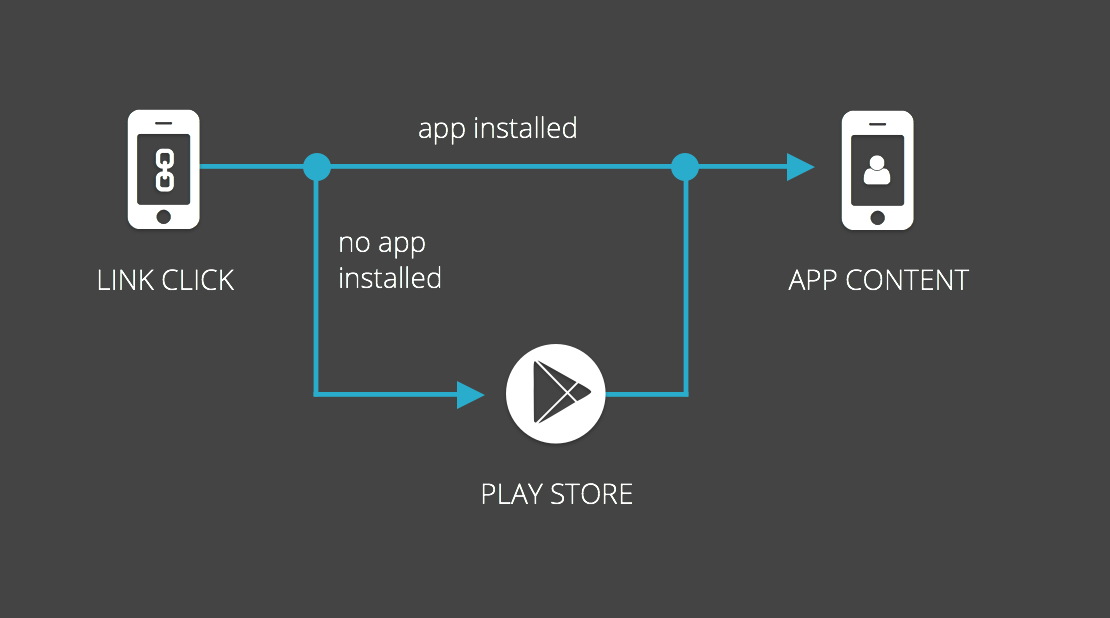 app installed
no app
installed
LINK CLICK
APP CONTENT
PLAY STORE